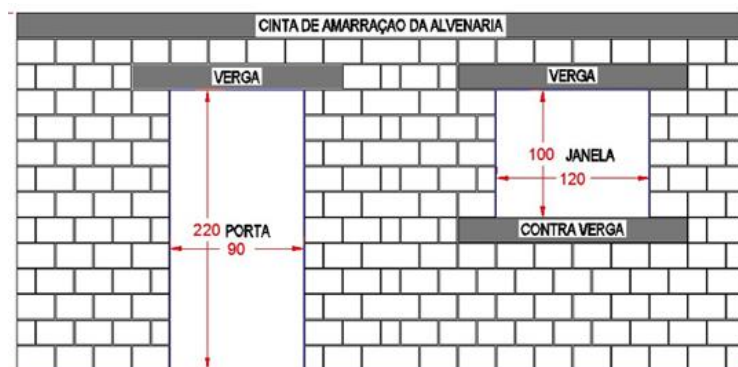 CINTA DE AMARRAÇAO DA ALVENARIA
VERGA
VERGA
100 JANELA
120
220 PORTA
90
CONTRA VERGA